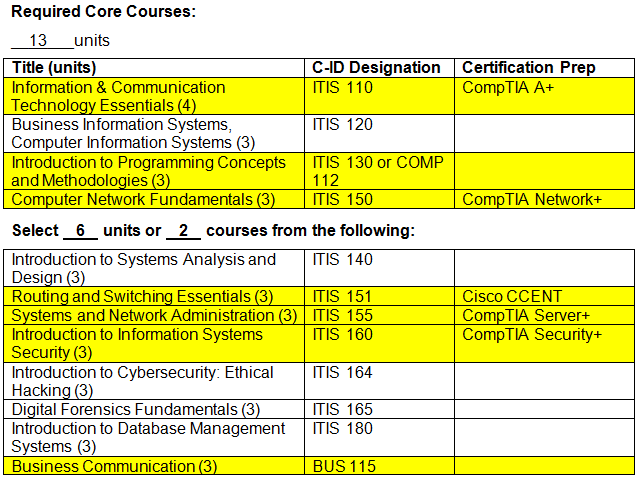 Required Core Courses:
__13___units
Title (units) C-ID Designation Certification Prep
Information & Communication ITIS 110 CompTIA A+
Technology Essentials (4)
Business Information Systems, ITIS 120
Computer Information Systems (3)
Introduction to Programming Concepts ITIS 130 or COMP
and Methodologies (3) 112
Computer Network Fundamentals (3) ITIS 150 CompTIA Network+
Select _6_ units or _2_ courses from the following:
Introduction to Systems Analysis and ITIS 140
Design (3)
Routing and Switching Essentials (3) ITIS 151 Cisco CCENT
Systems and Network Administration (3) ITIS 155 CompTIA Server+
Introduction to Information Systems ITIS 160 CompTIA Security+
Security (3)
Introduction to Cybersecurity: Ethical ITIS 164
Hacking (3)
Digital Forensics Fundamentals (3) ITIS 165
Introduction to Database Management ITIS 180
Systems (3)
Business Communication (3) BUS 115